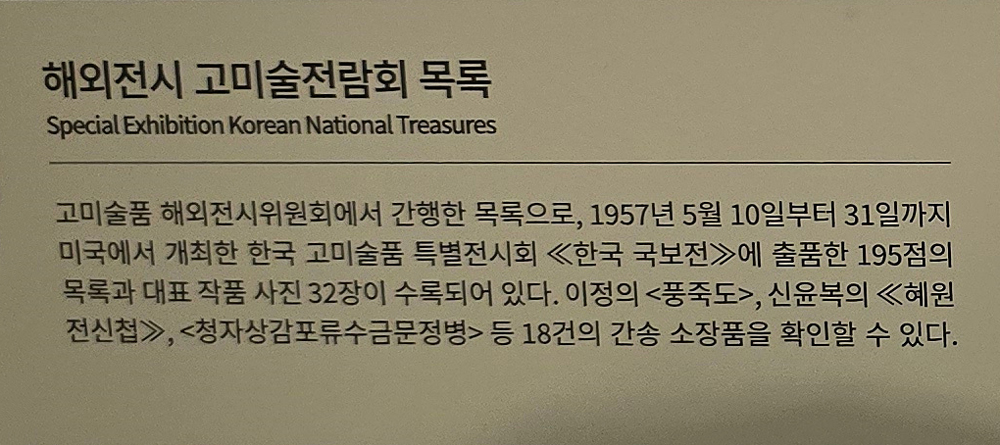 해외전시 고미술전람회 목록
Special Exhibition Korean National Treasures
고미술품 해외전시위원회에서 간행한 목록으로, 1957년 5월 10일부터 31일까지
미국에서 개최한 한국 고미술품 특별전시회 ≪한국 국보전≫에 출품한 195점의
목록과 대표 작품 사진 32장이 수록되어 있다. 이정의 <풍죽도>, 신윤복의 ≪혜원
전신첩≫, <청자상감포류수금문정병> 등 18건의 간송 소장품을 확인할 수 있다.